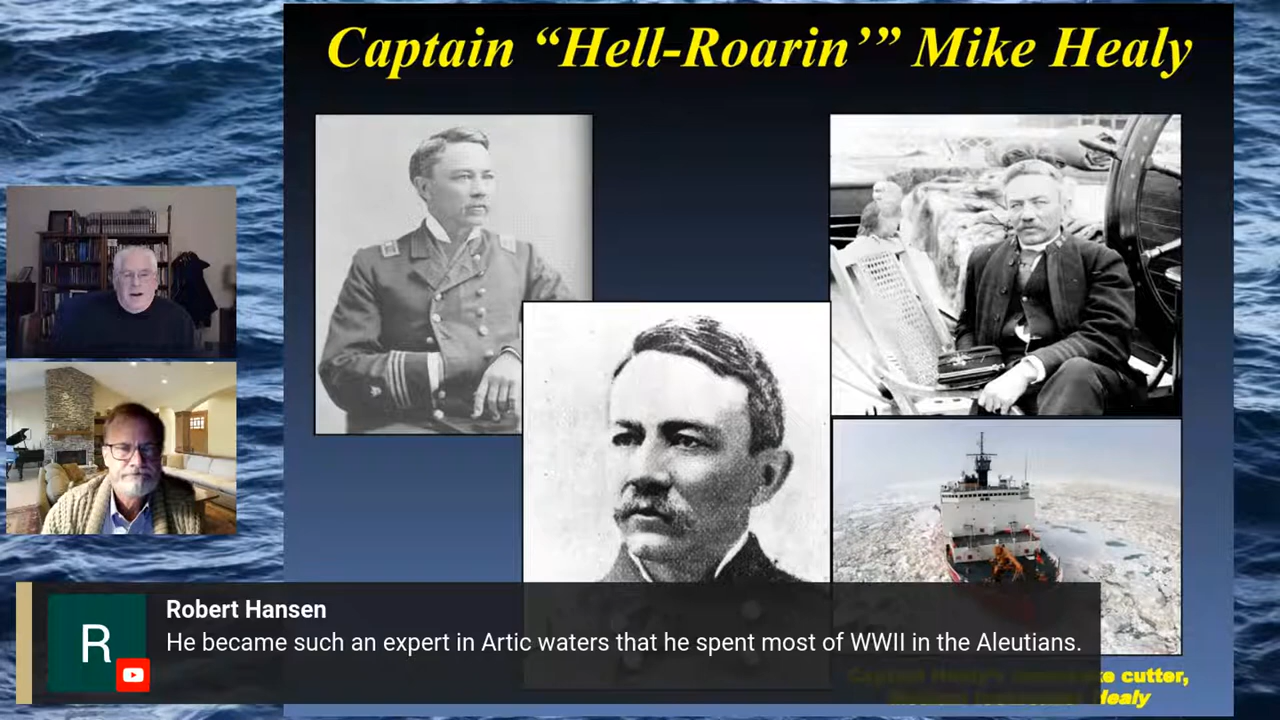 Captain “Hell-Roarin’” Mike Healy
R
Robert Hansen
He became such an expert in Artic waters that he spent most of WWII in the Aleutians.
cutter,
Healy